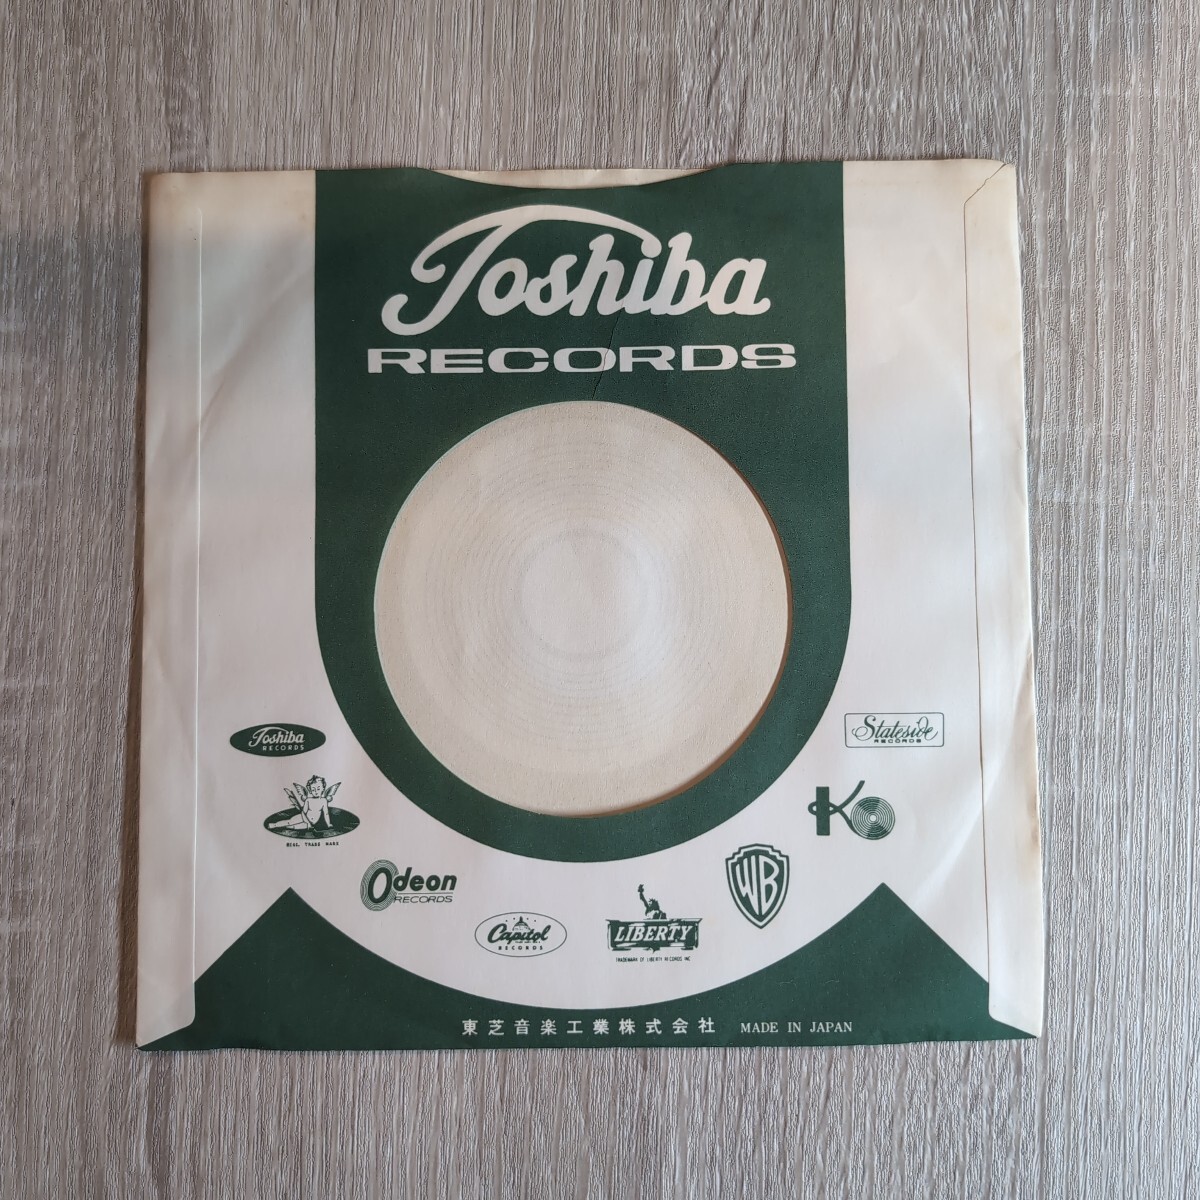 Toshiba
RECORDS
Toshiba
RECORDS
REG. TRADE MARK
Odeon
RECORDS
Capitol
RECORDS
LIBERTY
TRADEMARK OF LIBERTY RECORDS INC
WB
K
Stateside
RECORDS
東芝音楽工業株式会社 MADE IN JAPAN